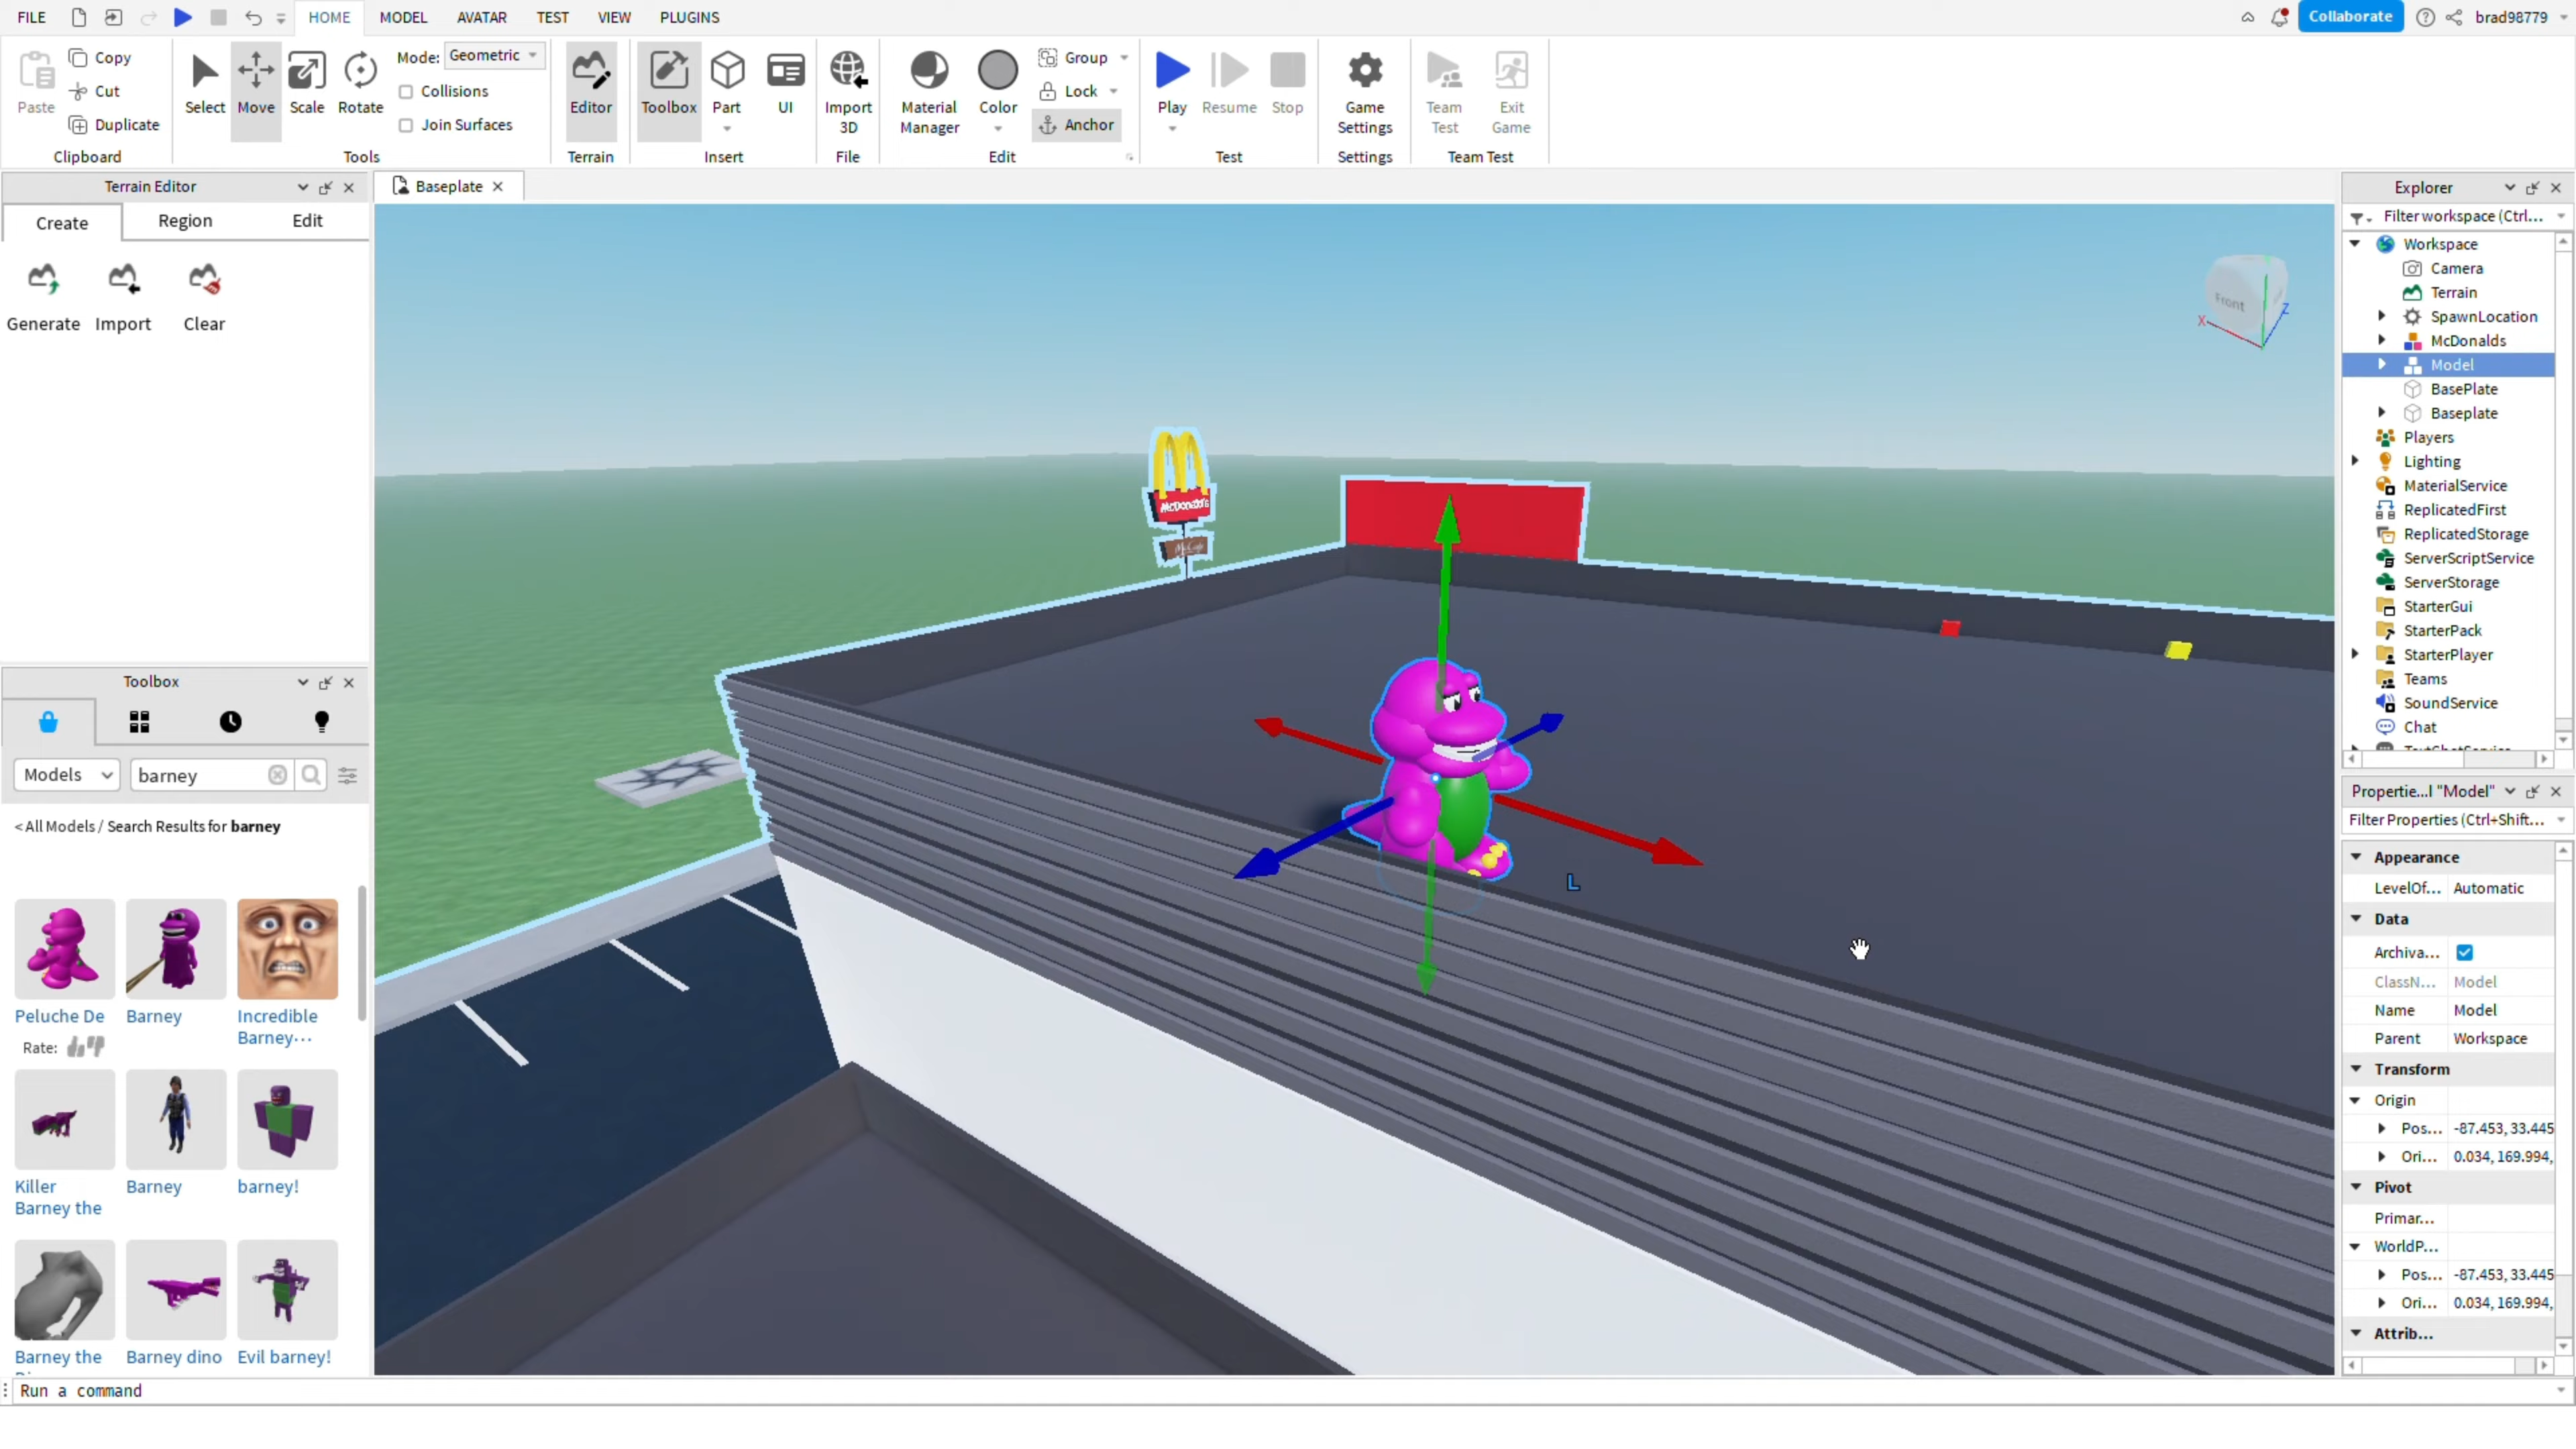 FILE HOME MODEL AVATAR TEST VIEW PLUGINS Collaborate brad98779
Paste Copy Cut Duplicate
Clipboard
Select Move Scale Rotate
Mode: Geometric
Collisions
Join Surfaces
Tools
Editor
Terrain
Toolbox Part UI
Insert
Import 3D
File
Material Manager
Color
Group
Lock
Anchor
Edit
Play Resume Stop
Test
Game Settings
Settings
Team Test
Exit Game
Team Test
Terrain Editor
Create Region Edit
Generate Import Clear
Toolbox
Models barney
< All Models / Search Results for barney
Peluche De
Rate:
Barney
Incredible
Barney···
Killer
Barney the
Barney
barney!
Barney the
Barney dino
Evil barney!
Run a command
Baseplate
McDonald's
McCafe
Front
X
Z
L
Explorer
Filter workspace (Ctrl...
Workspace
Camera
Terrain
SpawnLocation
McDonalds
Model
BasePlate
Baseplate
Players
Lighting
MaterialService
ReplicatedFirst
ReplicatedStorage
ServerScriptService
ServerStorage
StarterGui
StarterPack
StarterPlayer
Teams
SoundService
Chat
Propertie...l "Model"
Filter Properties (Ctrl+Shift...
Appearance
LevelOf... Automatic
Data
Archiva...
ClassN... Model
Name Model
Parent Workspace
Transform
Origin
Pos... -87.453, 33.445
Ori... 0.034, 169.994,
Pivot
Primar...
WorldP...
Pos... -87.453, 33.445
Ori... 0.034, 169.994,
Attrib...